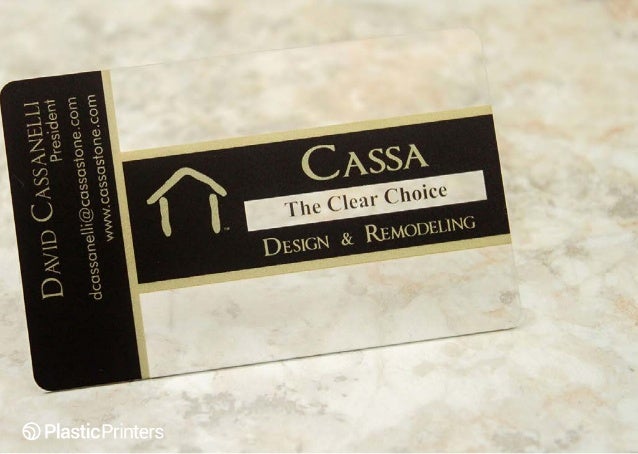 DAVID CASSANELLI
President
dcassanelli@cassastone.com
www.cassastone.com
CASSA
The Clear Choice
DESIGN & REMODELING
PlasticPrinters